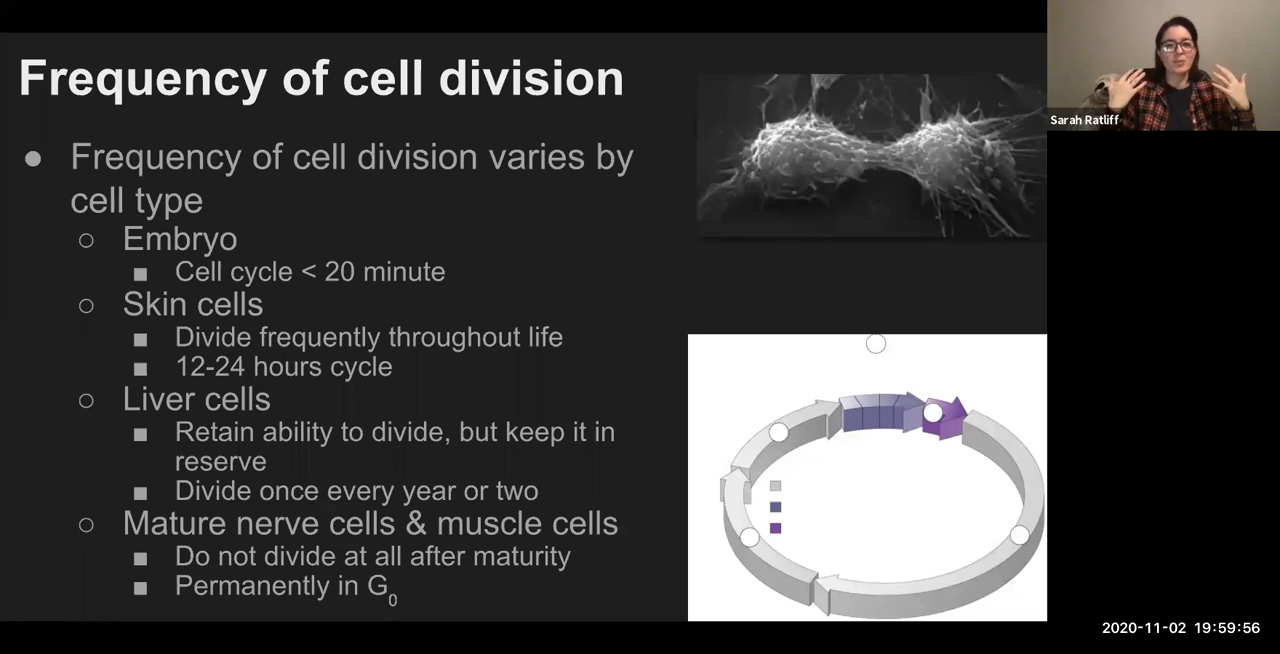 Frequency of cell division
● Frequency of cell division varies by
cell type
○ Embryo
■ Cell cycle < 20 minute
○ Skin cells
■ Divide frequently throughout life
■ 12-24 hours cycle
○ Liver cells
■ Retain ability to divide, but keep it in
reserve
■ Divide once every year or two
○ Mature nerve cells & muscle cells
■ Do not divide at all after maturity
■ Permanently in G0
Sarah Ratliff
2020-11-02 19:59:56